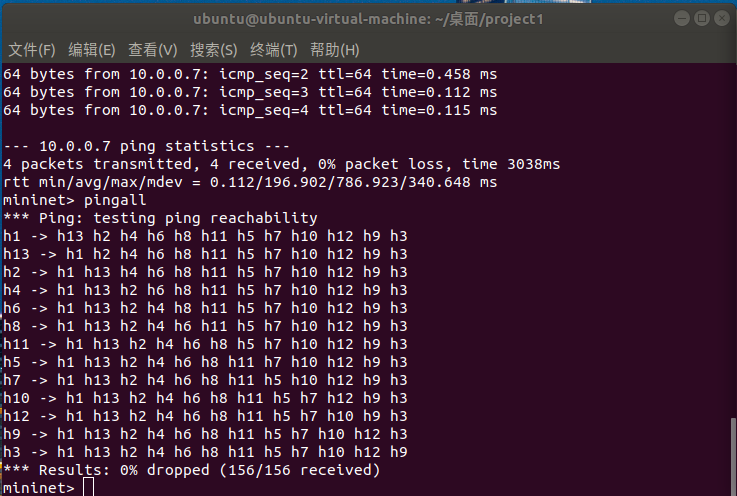 ubuntu@ubuntu-virtual-machine: ~/桌面/project1
文件(F) 编辑(E) 查看(V) 搜索(S) 终端(T) 帮助(H)
64 bytes from 10.0.0.7: icmp_seq=2 ttl=64 time=0.458 ms
64 bytes from 10.0.0.7: icmp_seq=3 ttl=64 time=0.112 ms
64 bytes from 10.0.0.7: icmp_seq=4 ttl=64 time=0.115 ms
--- 10.0.0.7 ping statistics ---
4 packets transmitted, 4 received, 0% packet loss, time 3038ms
rtt min/avg/max/mdev = 0.112/196.902/786.923/340.648 ms
mininet> pingall
*** Ping: testing ping reachability
h1 -> h13 h2 h4 h6 h8 h11 h5 h7 h10 h12 h9 h3
h13 -> h1 h2 h4 h6 h8 h11 h5 h7 h10 h12 h9 h3
h2 -> h1 h13 h4 h6 h8 h11 h5 h7 h10 h12 h9 h3
h4 -> h1 h13 h2 h6 h8 h11 h5 h7 h10 h12 h9 h3
h6 -> h1 h13 h2 h4 h8 h11 h5 h7 h10 h12 h9 h3
h8 -> h1 h13 h2 h4 h6 h11 h5 h7 h10 h12 h9 h3
h11 -> h1 h13 h2 h4 h6 h8 h5 h7 h10 h12 h9 h3
h5 -> h1 h13 h2 h4 h6 h8 h11 h7 h10 h12 h9 h3
h7 -> h1 h13 h2 h4 h6 h8 h11 h5 h10 h12 h9 h3
h10 -> h1 h13 h2 h4 h6 h8 h11 h5 h7 h12 h9 h3
h12 -> h1 h13 h2 h4 h6 h8 h11 h5 h7 h10 h9 h3
h9 -> h1 h13 h2 h4 h6 h8 h11 h5 h7 h10 h12 h3
h3 -> h1 h13 h2 h4 h6 h8 h11 h5 h7 h10 h12 h9
*** Results: 0% dropped (156/156 received)
mininet>